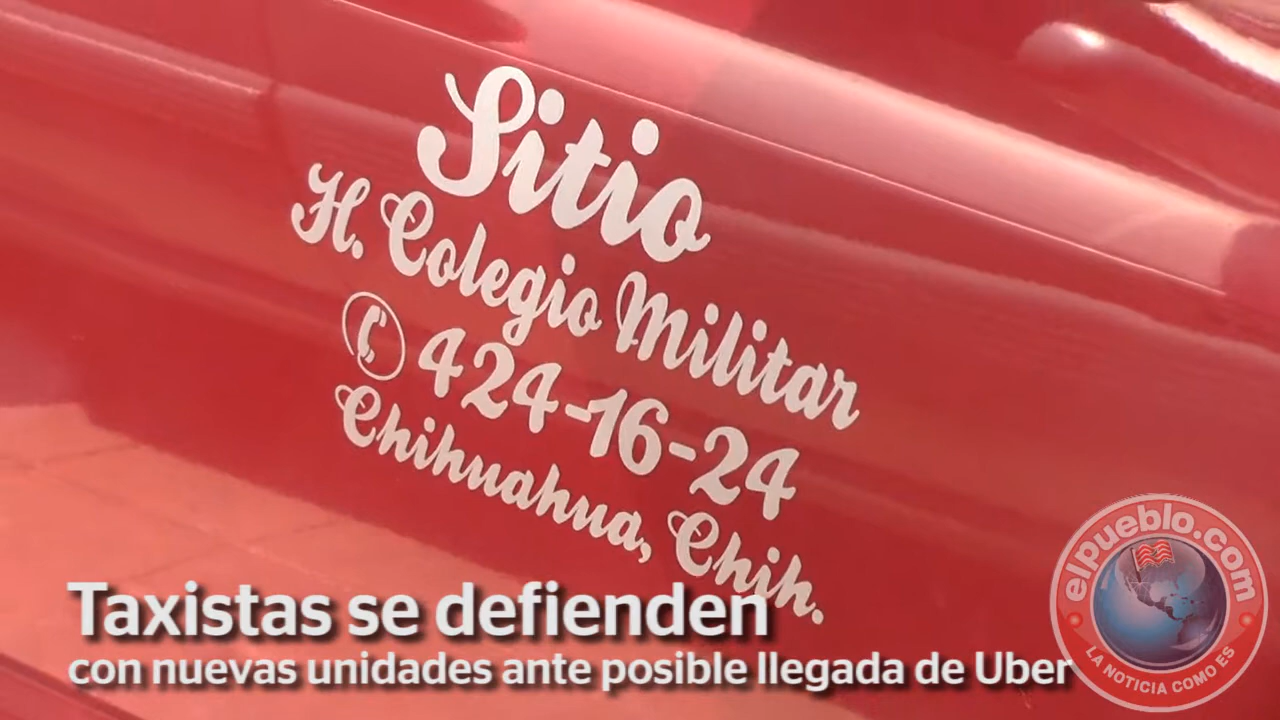 Sitio
H. Colegio Militar
424-16-24
Chihuahua, Chih.
Taxistas se defienden
con nuevas unidades ante posible llegada de Uber
elpueblo.com
LA NOTICIA COMO ES